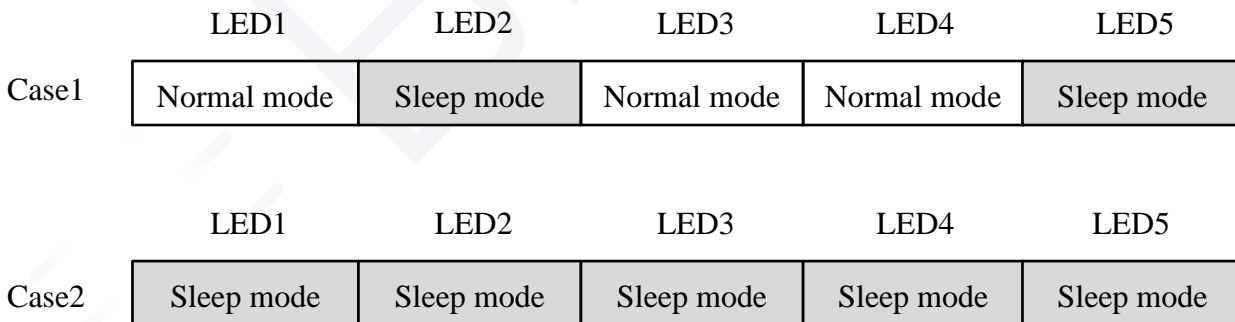 LED1 LED2 LED3 LED4 LED5
Case1 Normal mode Sleep mode Normal mode Normal mode Sleep mode
LED1 LED2 LED3 LED4 LED5
Case2 Sleep mode Sleep mode Sleep mode Sleep mode Sleep mode